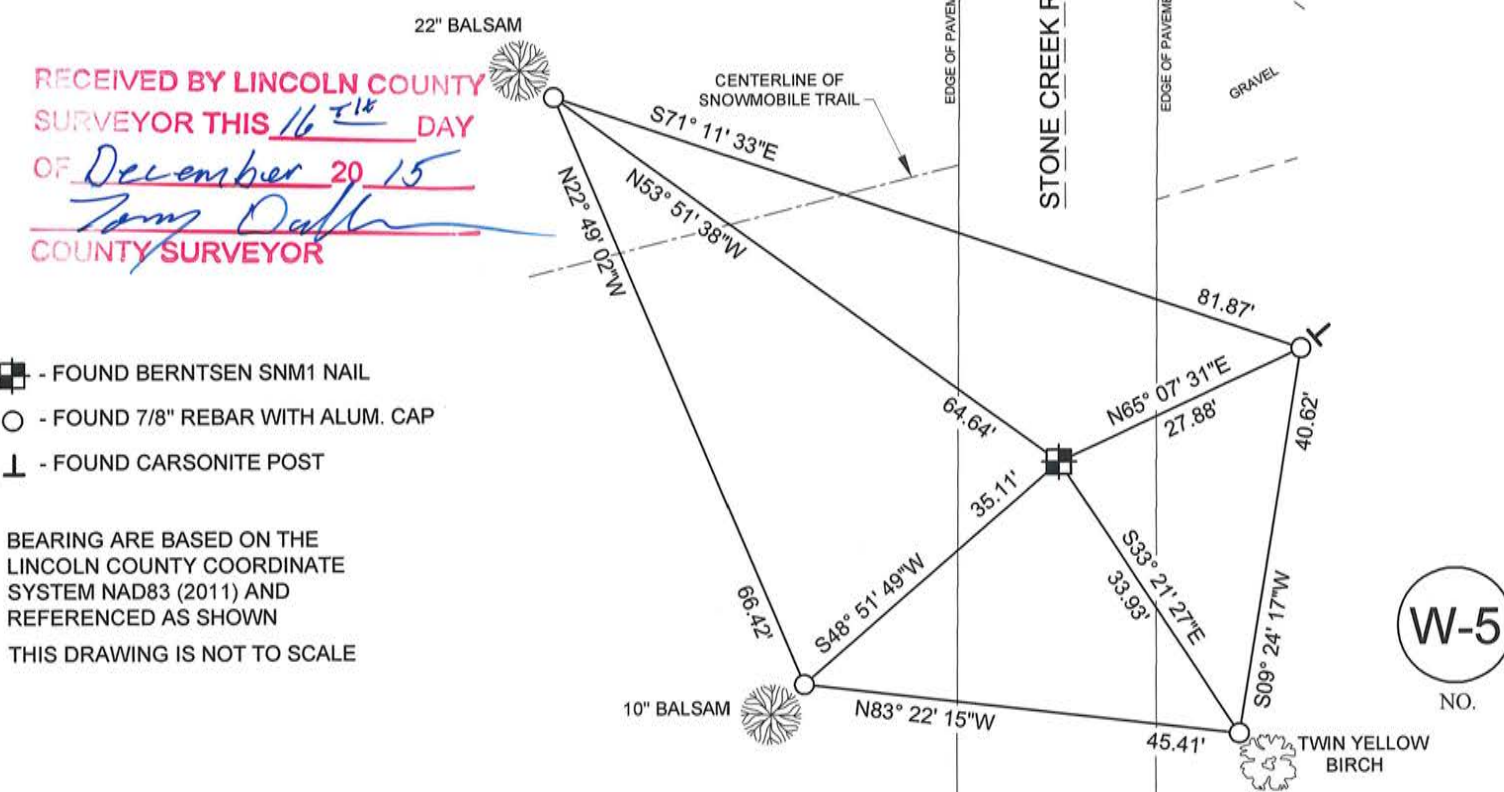 22" BALSAM
RECEIVED BY LINCOLN COUNTY
SURVEYOR THIS 16TH DAY
OF December 20 15
COUNTY SURVEYOR
CENTERLINE OF
SNOWMOBILE TRAIL
EDGE OF PAVEM
STONE CREEK R
EDGE OF PAVEME
GRAVEL
S71° 11' 33"E
81.87'
N53° 51' 38"W
64.64'
N22° 49' 02"W
66.42'
N65° 07' 31"E
27.88'
40.62'
S09° 24' 17"W
35.11'
S48° 51' 49"W
S33° 21' 27"E
33.93'
N83° 22' 15"W
45.41'
- FOUND BERNTSEN SNM1 NAIL
- FOUND 7/8" REBAR WITH ALUM. CAP
- FOUND CARSONITE POST
BEARING ARE BASED ON THE
LINCOLN COUNTY COORDINATE
SYSTEM NAD83 (2011) AND
REFERENCED AS SHOWN
THIS DRAWING IS NOT TO SCALE
10" BALSAM
TWIN YELLOW
BIRCH
W-5
NO.